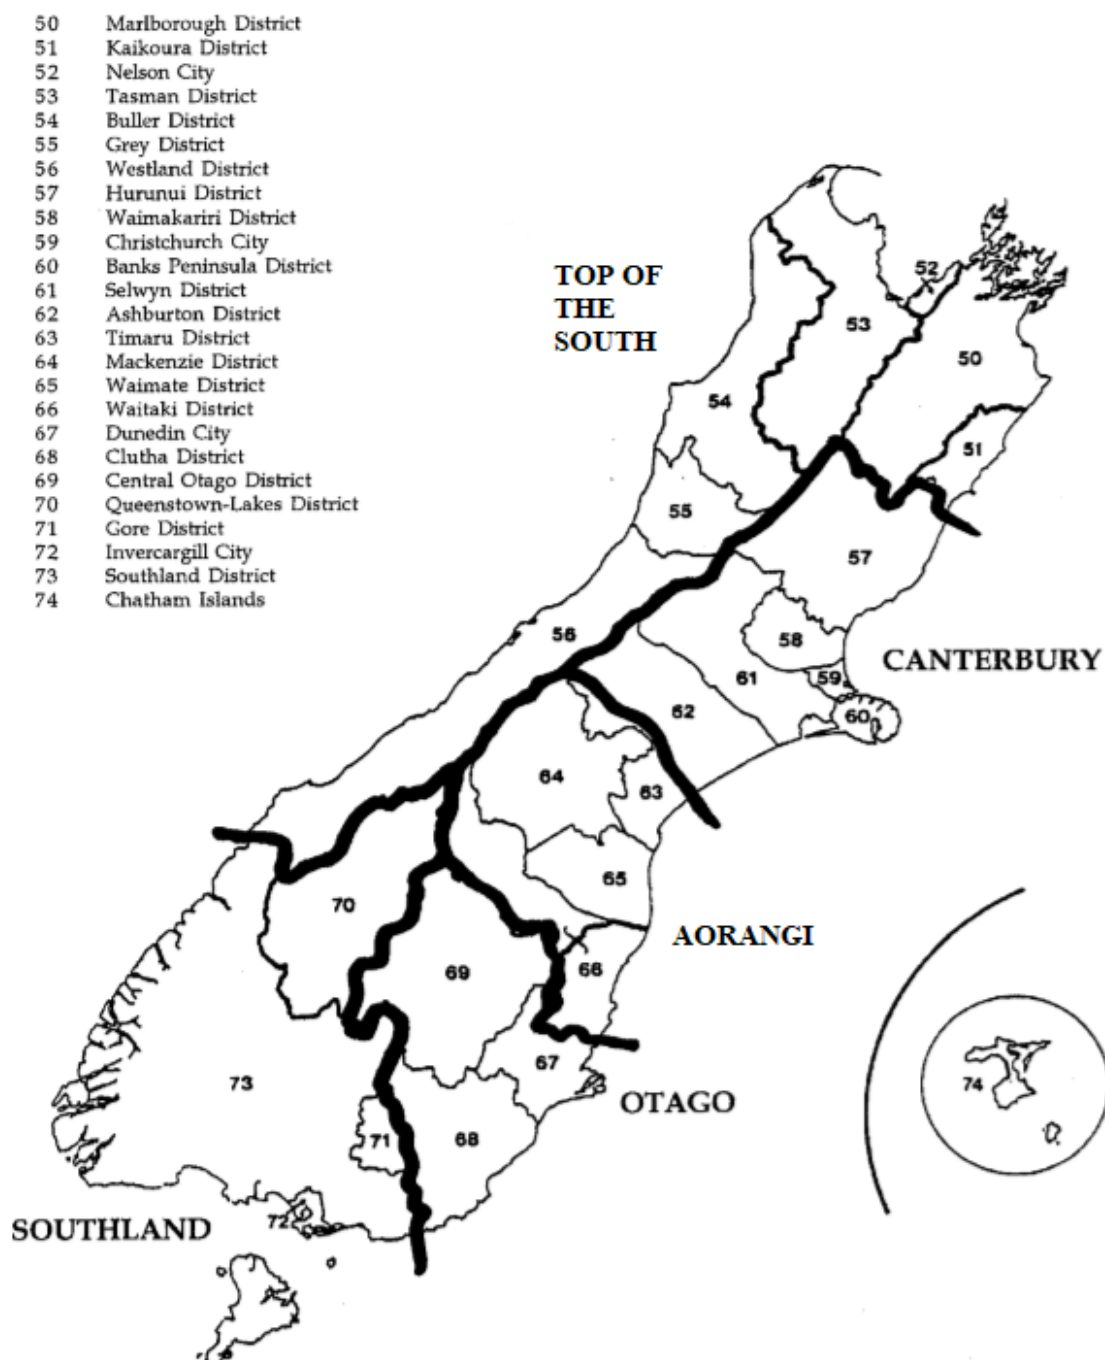 50 Marlborough District
51 Kaikoura District
52 Nelson City
53 Tasman District
54 Buller District
55 Grey District
56 Westland District
57 Hurunui District
58 Waimakariri District
59 Christchurch City
60 Banks Peninsula District
61 Selwyn District
62 Ashburton District
63 Timaru District
64 Mackenzie District
65 Waimate District
66 Waitaki District
67 Dunedin City
68 Clutha District
69 Central Otago District
70 Queenstown-Lakes District
71 Gore District
72 Invercargill City
73 Southland District
74 Chatham Islands
TOP OF
THE
SOUTH
52
53
50
54
51
55
57
56
58
CANTERBURY
59
61
62
60
64
63
65
70
AORANGI
66
69
67
73
74
OTAGO
71
68
72
SOUTHLAND